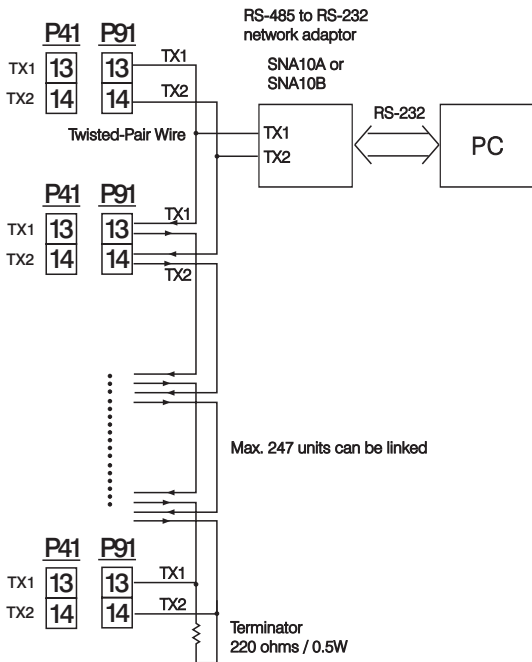 RS-485 to RS-232
network adaptor
SNA10A or
SNA10B
P41 P91
TX1 13 13 TX1
TX2 14 14 TX2
Twisted-Pair Wire
TX1
TX2
RS-232
PC
P41 P91
TX1 13 13 TX1
TX2 14 14 TX2
Max. 247 units can be linked
P41 P91
TX1 13 13 TX1
TX2 14 14 TX2
Terminator
220 ohms / 0.5W